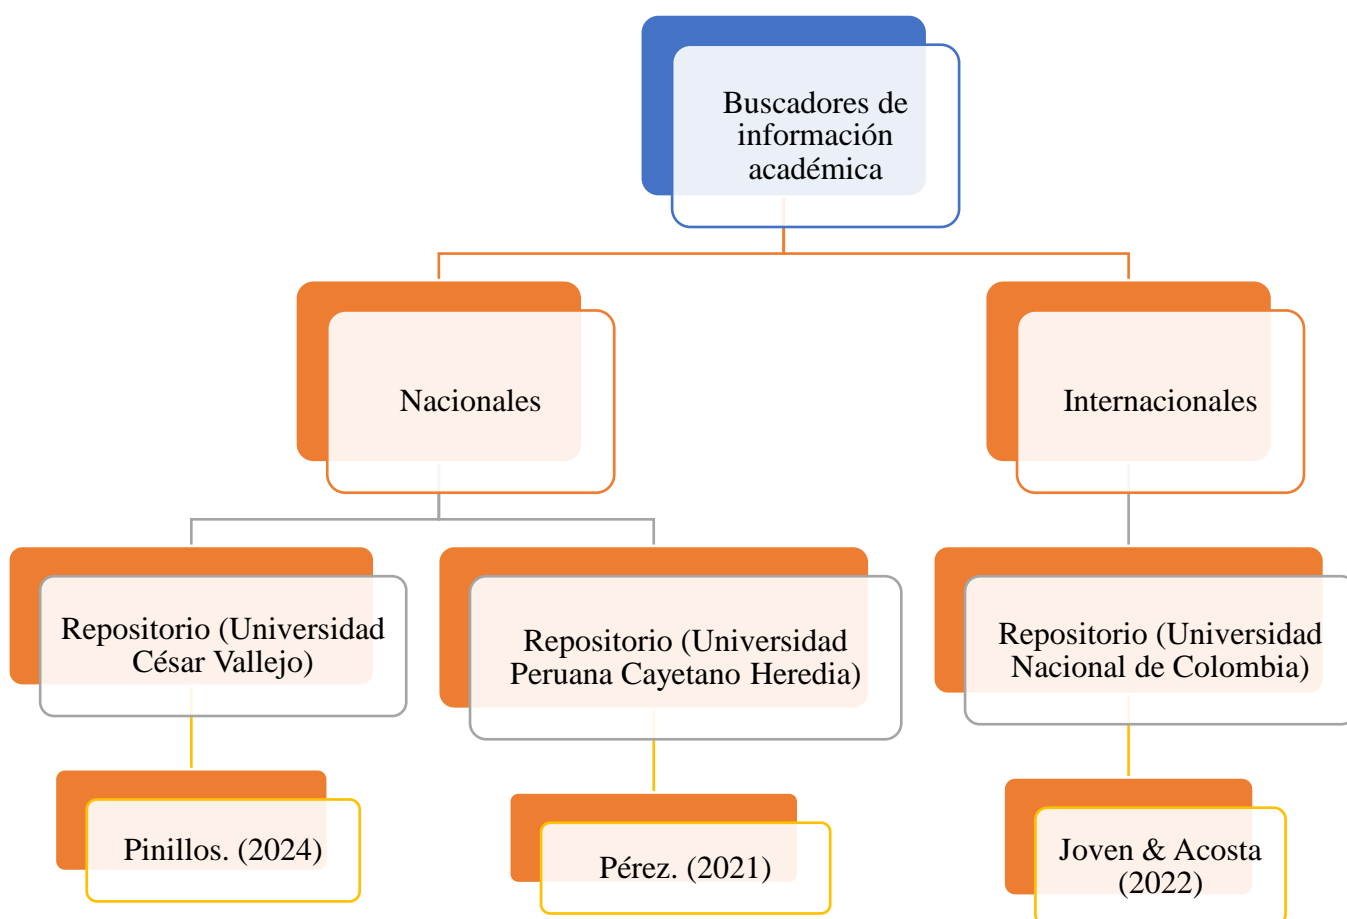 Buscadores de
información
académica
Nacionales
Internacionales
Repositorio (Universidad
César Vallejo)
Repositorio (Universidad
Peruana Cayetano Heredia)
Repositorio (Universidad
Nacional de Colombia)
Pinillos. (2024)
Pérez. (2021)
Joven & Acosta
(2022)